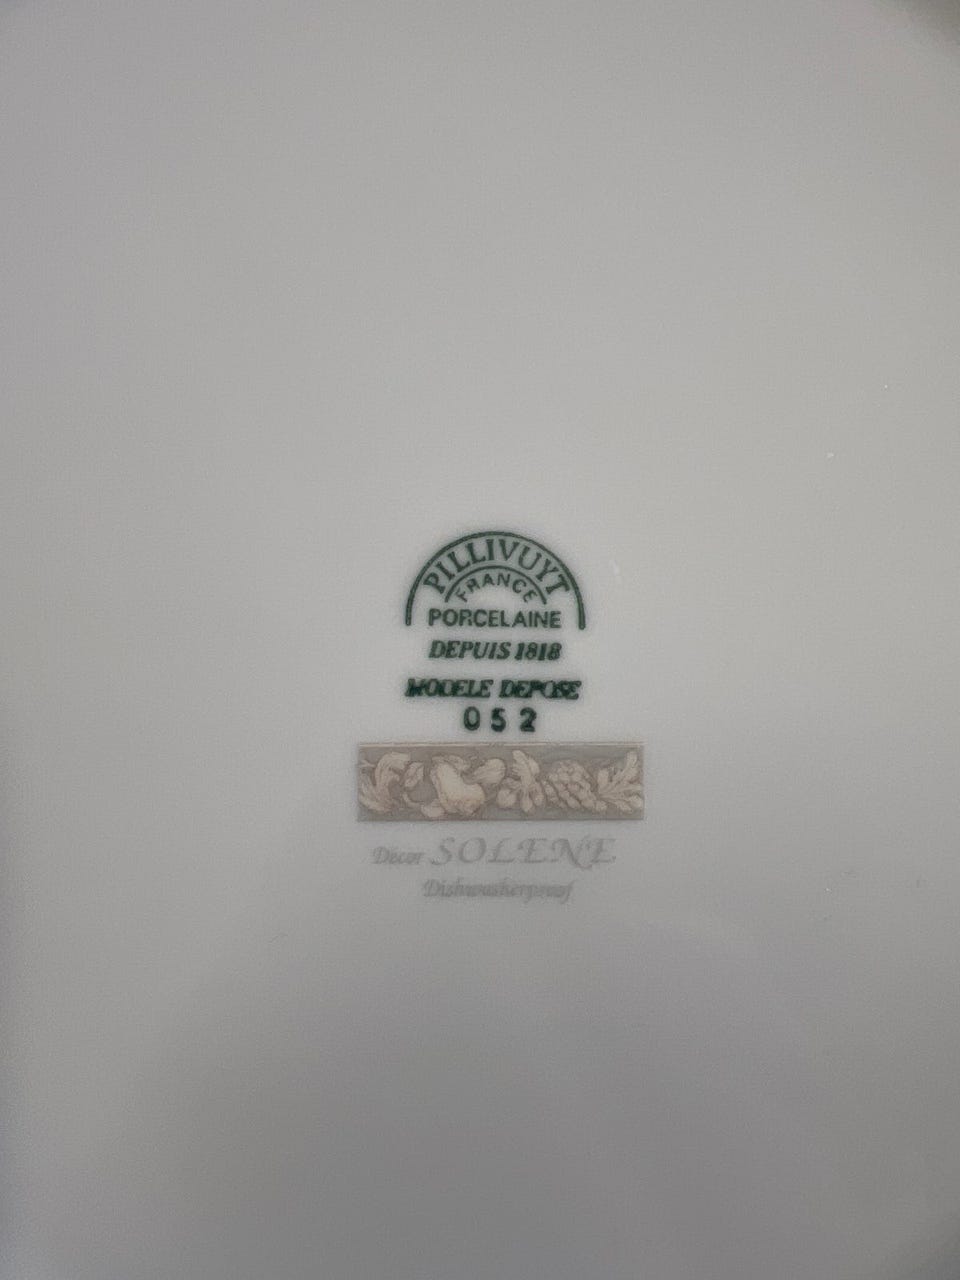 PILLIVUYT
FRANCE
PORCELAINE
DEPUIS 1818
MODELE DEPOSE
052
Décor SOLENE
Dishwasherproof